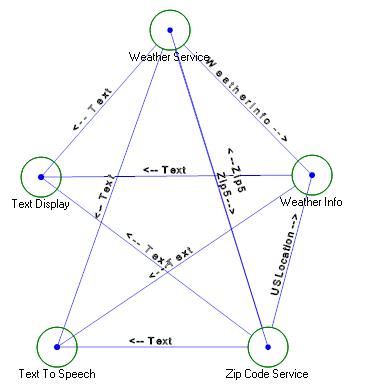 Weather Service
<-- Text
WeatherInfo -->
<-- Text
<--Zip5
Zip5-->
<-- Text
Text Display
Weather Info
<-- Text
<-- Text
USLocation-->
<-- Text
Text To Speech
Zip Code Service